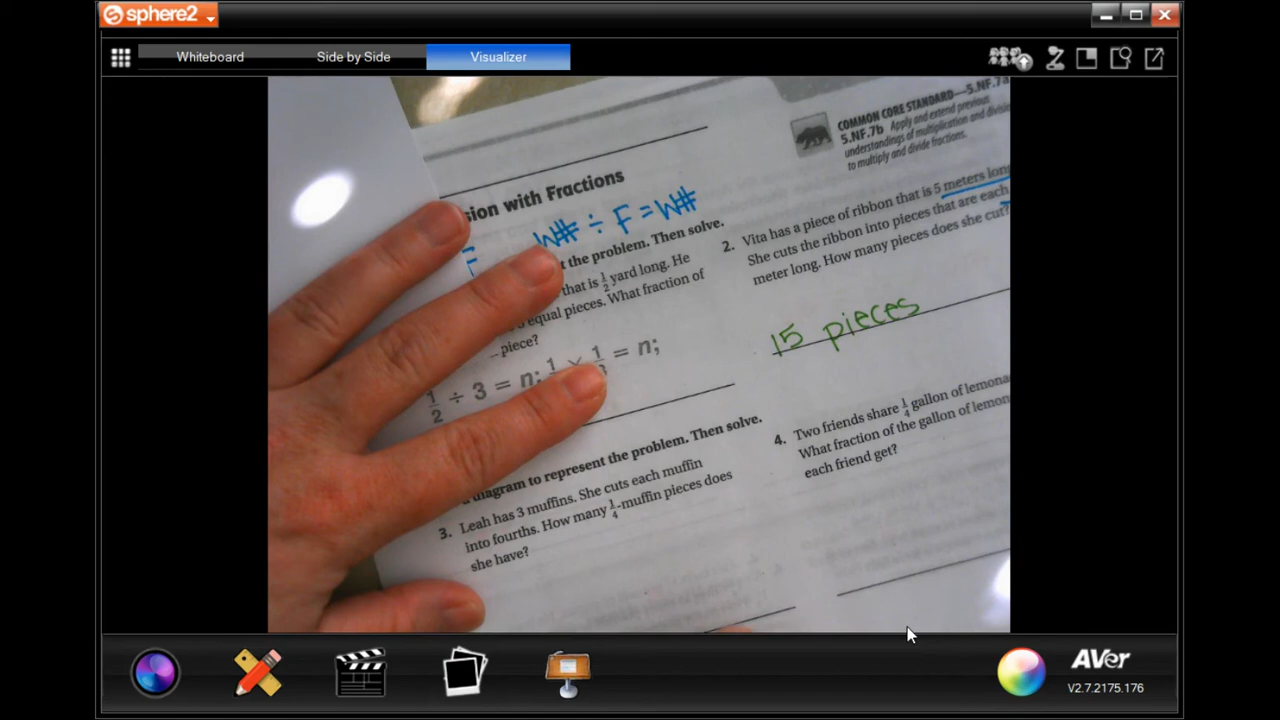 sphere2
Whiteboard
Side by Side
Visualizer
COMMON CORE STANDARD—5.NF.7a
5.NF.7b Apply and extend previous
understandings of multiplication and divisio
to multiply and divide fractions.
sion with Fractions
F W# ÷ F = W#
t the problem. Then solve.
that is 1/2 yard long. He
equal pieces. What fraction of
piece?
1/2 ÷ 3 = n; 1 × 1/3 = n;
2. Vita has a piece of ribbon that is 5 meters long
She cuts the ribbon into pieces that are each
meter long. How many pieces does she cut?
15 pieces
a diagram to represent the problem. Then solve.
3. Leah has 3 muffins. She cuts each muffin
into fourths. How many 1/4-muffin pieces does
she have?
4. Two friends share 1/4 gallon of lemona
What fraction of the gallon of lemon
each friend get?
AVer
V2.7.2175.176